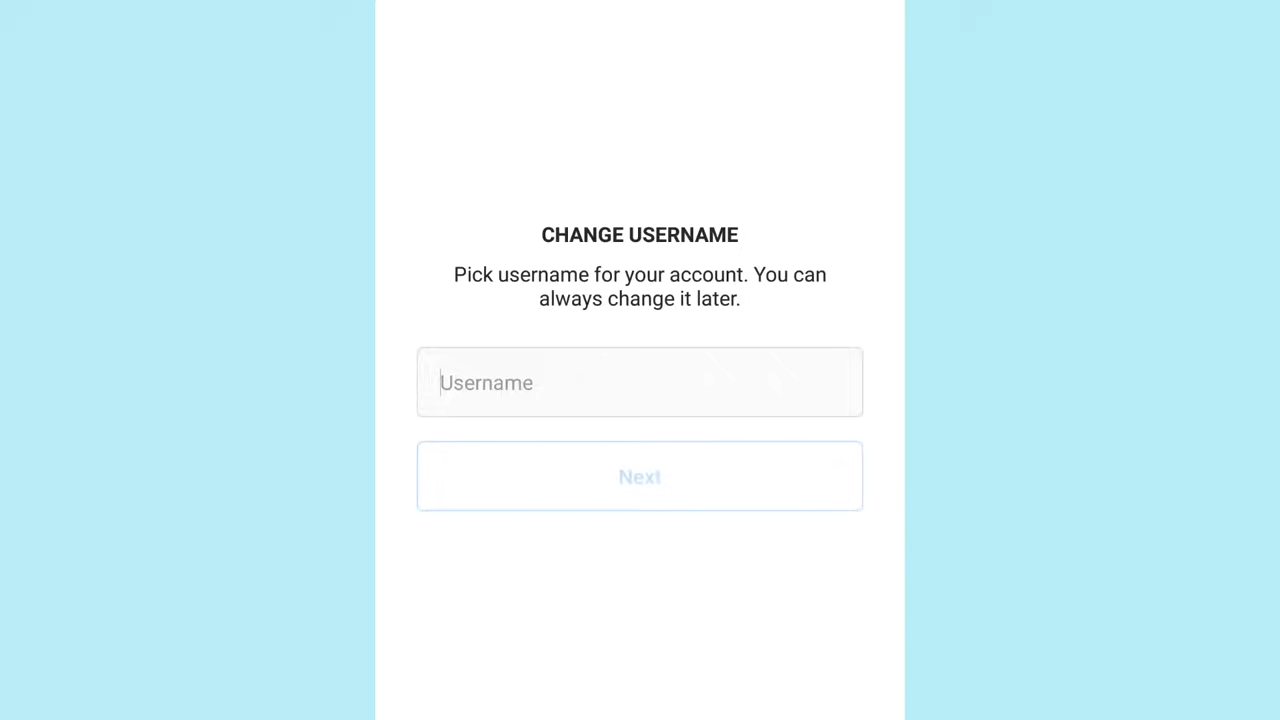 CHANGE USERNAME
Pick username for your account. You can
always change it later.
Username
Next